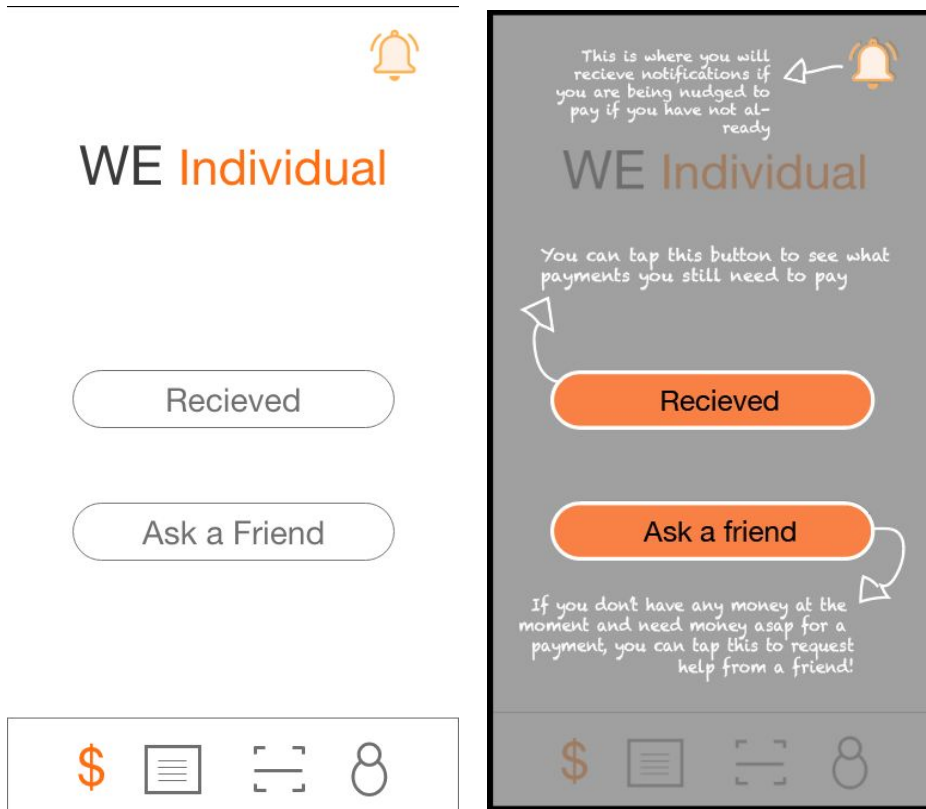 WE Individual
Recieved
Ask a Friend
$
This is where you will
recieve notifications if
you are being nudged to
pay if you have not al-
ready
WE Individual
You can tap this button to see what
payments you still need to pay
Recieved
Ask a friend
If you don't have any money at the
moment and need money asap for a
payment, you can tap this to request
help from a friend!
$